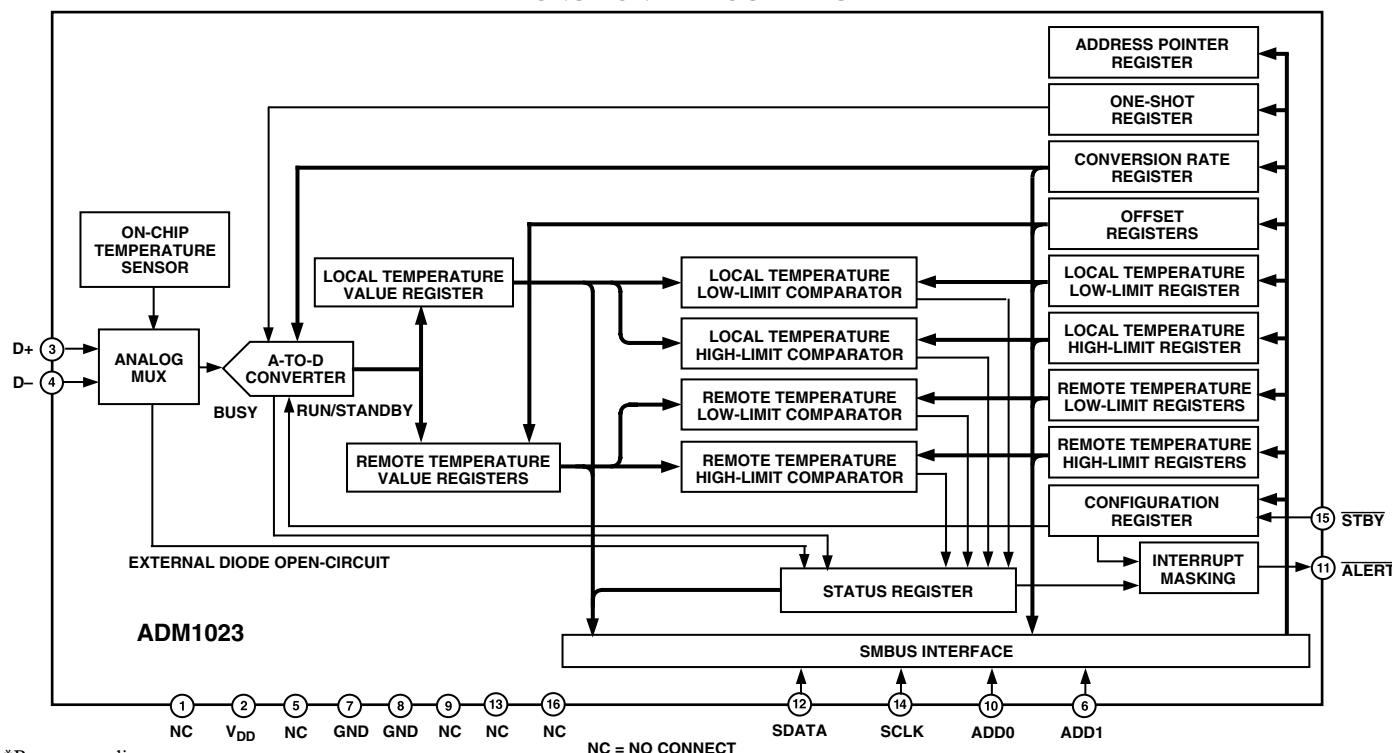 ADDRESS POINTER
REGISTER
ONE-SHOT
REGISTER
CONVERSION RATE
REGISTER
ON-CHIP
TEMPERATURE
SENSOR
OFFSET
REGISTERS
LOCAL TEMPERATURE
VALUE REGISTER
LOCAL TEMPERATURE
LOW-LIMIT COMPARATOR
LOCAL TEMPERATURE
LOW-LIMIT REGISTER
D+ 3
D– 4
ANALOG
MUX
A-TO-D
CONVERTER
LOCAL TEMPERATURE
HIGH-LIMIT COMPARATOR
LOCAL TEMPERATURE
HIGH-LIMIT REGISTER
BUSY
RUN/STANDBY
REMOTE TEMPERATURE
LOW-LIMIT COMPARATOR
REMOTE TEMPERATURE
LOW-LIMIT REGISTERS
REMOTE TEMPERATURE
VALUE REGISTERS
REMOTE TEMPERATURE
HIGH-LIMIT COMPARATOR
REMOTE TEMPERATURE
HIGH-LIMIT REGISTERS
CONFIGURATION
REGISTER
15 STBY
EXTERNAL DIODE OPEN-CIRCUIT
INTERRUPT
MASKING
11 ALERT
STATUS REGISTER
ADM1023
SMBUS INTERFACE
1 2 5 7 8 9 13 16 12 14 10 6
NC VDD NC GND GND NC NC NC SDATA SCLK ADD0 ADD1
NC = NO CONNECT